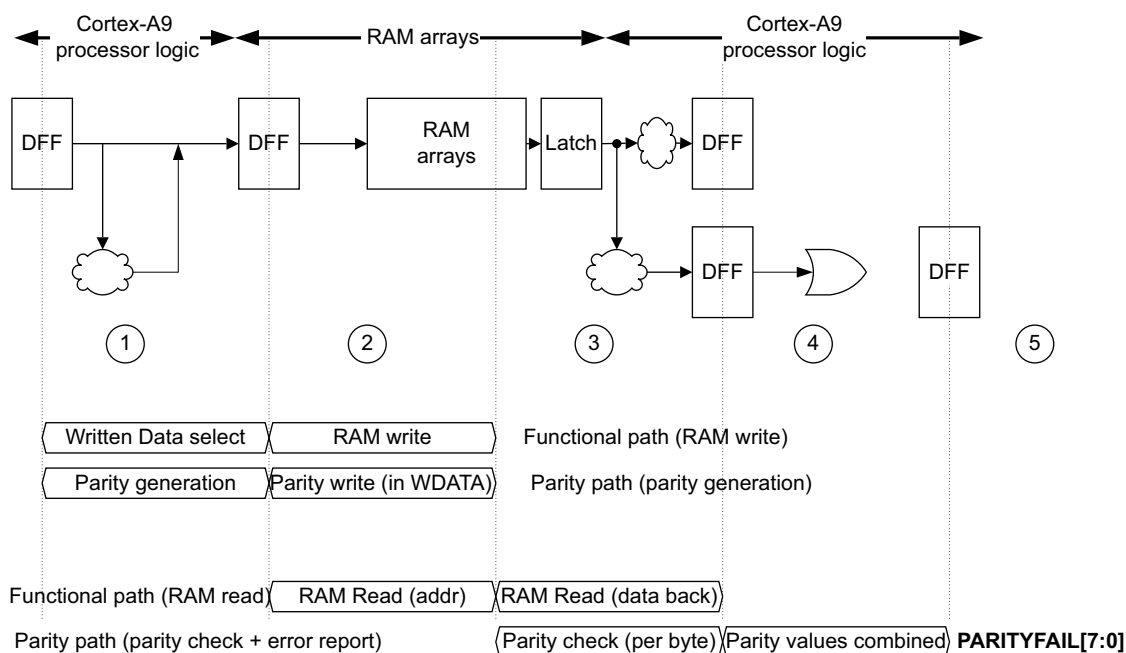 Cortex-A9
processor logic
RAM arrays
Cortex-A9
processor logic
DFF
DFF
RAM
arrays
Latch
DFF
DFF
DFF
1
2
3
4
5
Written Data select
RAM write
Functional path (RAM write)
Parity generation
Parity write (in WDATA)
Parity path (parity generation)
Functional path (RAM read)
RAM Read (addr)
RAM Read (data back)
Parity path (parity check + error report)
Parity check (per byte)
Parity values combined
PARITYFAIL[7:0]